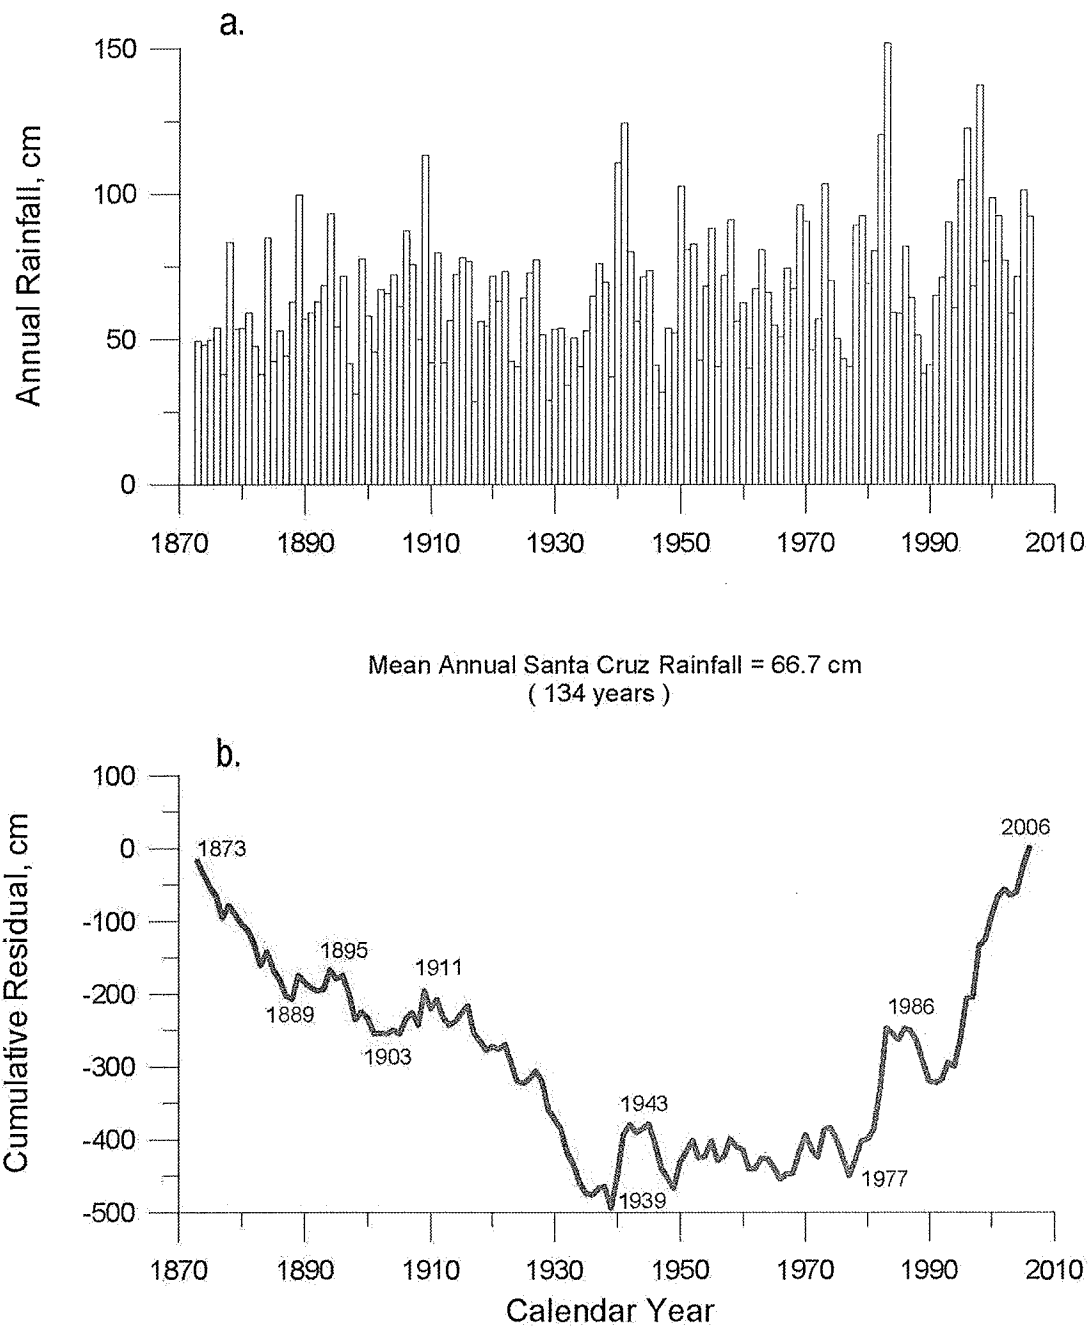 a.
150
100
50
0
Annual Rainfall, cm
1870 1890 1910 1930 1950 1970 1990 2010
Mean Annual Santa Cruz Rainfall = 66.7 cm
( 134 years )
b.
100
0
-100
-200
-300
-400
-500
Cumulative Residual, cm
1873
1889
1895
1903
1911
1939
1943
1977
1986
2006
1870 1890 1910 1930 1950 1970 1990 2010
Calendar Year